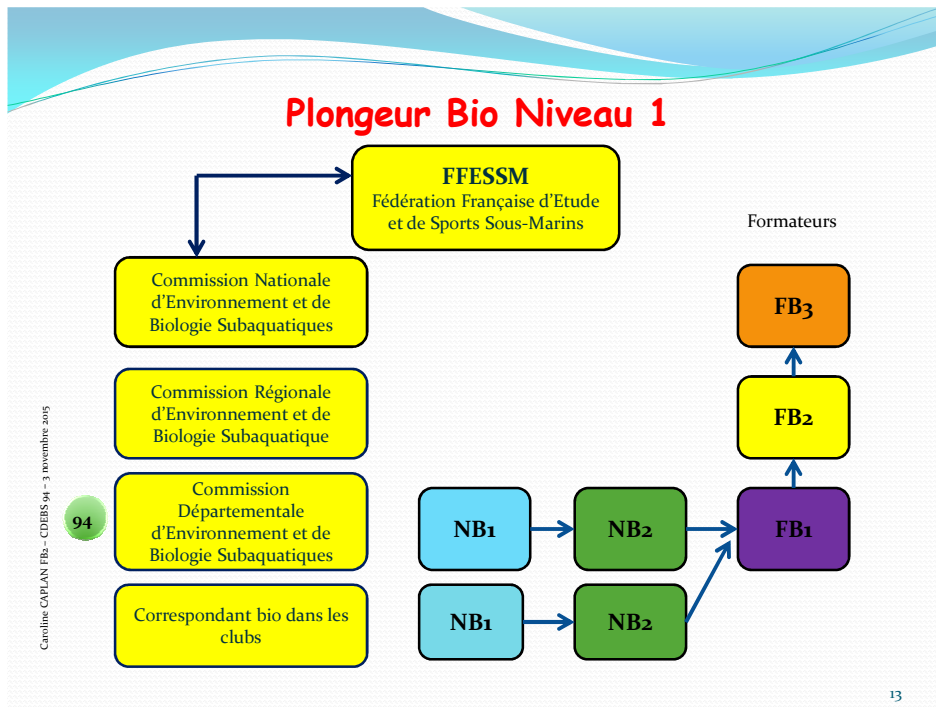 Plongeur Bio Niveau 1
FFESSM
Fédération Française d'Etude
et de Sports Sous-Marins
Formateurs
Commission Nationale
d'Environnement et de
Biologie Subaquatiques
FB3
Commission Régionale
d'Environnement et de
Biologie Subaquatique
FB2
Commission
Départementale
d'Environnement et de
Biologie Subaquatiques
NB1
NB2
FB1
Correspondant bio dans les
clubs
NB1
NB2
94
Caroline CAPLAN FB2 – CDEBS 94 – 3 novembre 2015
13